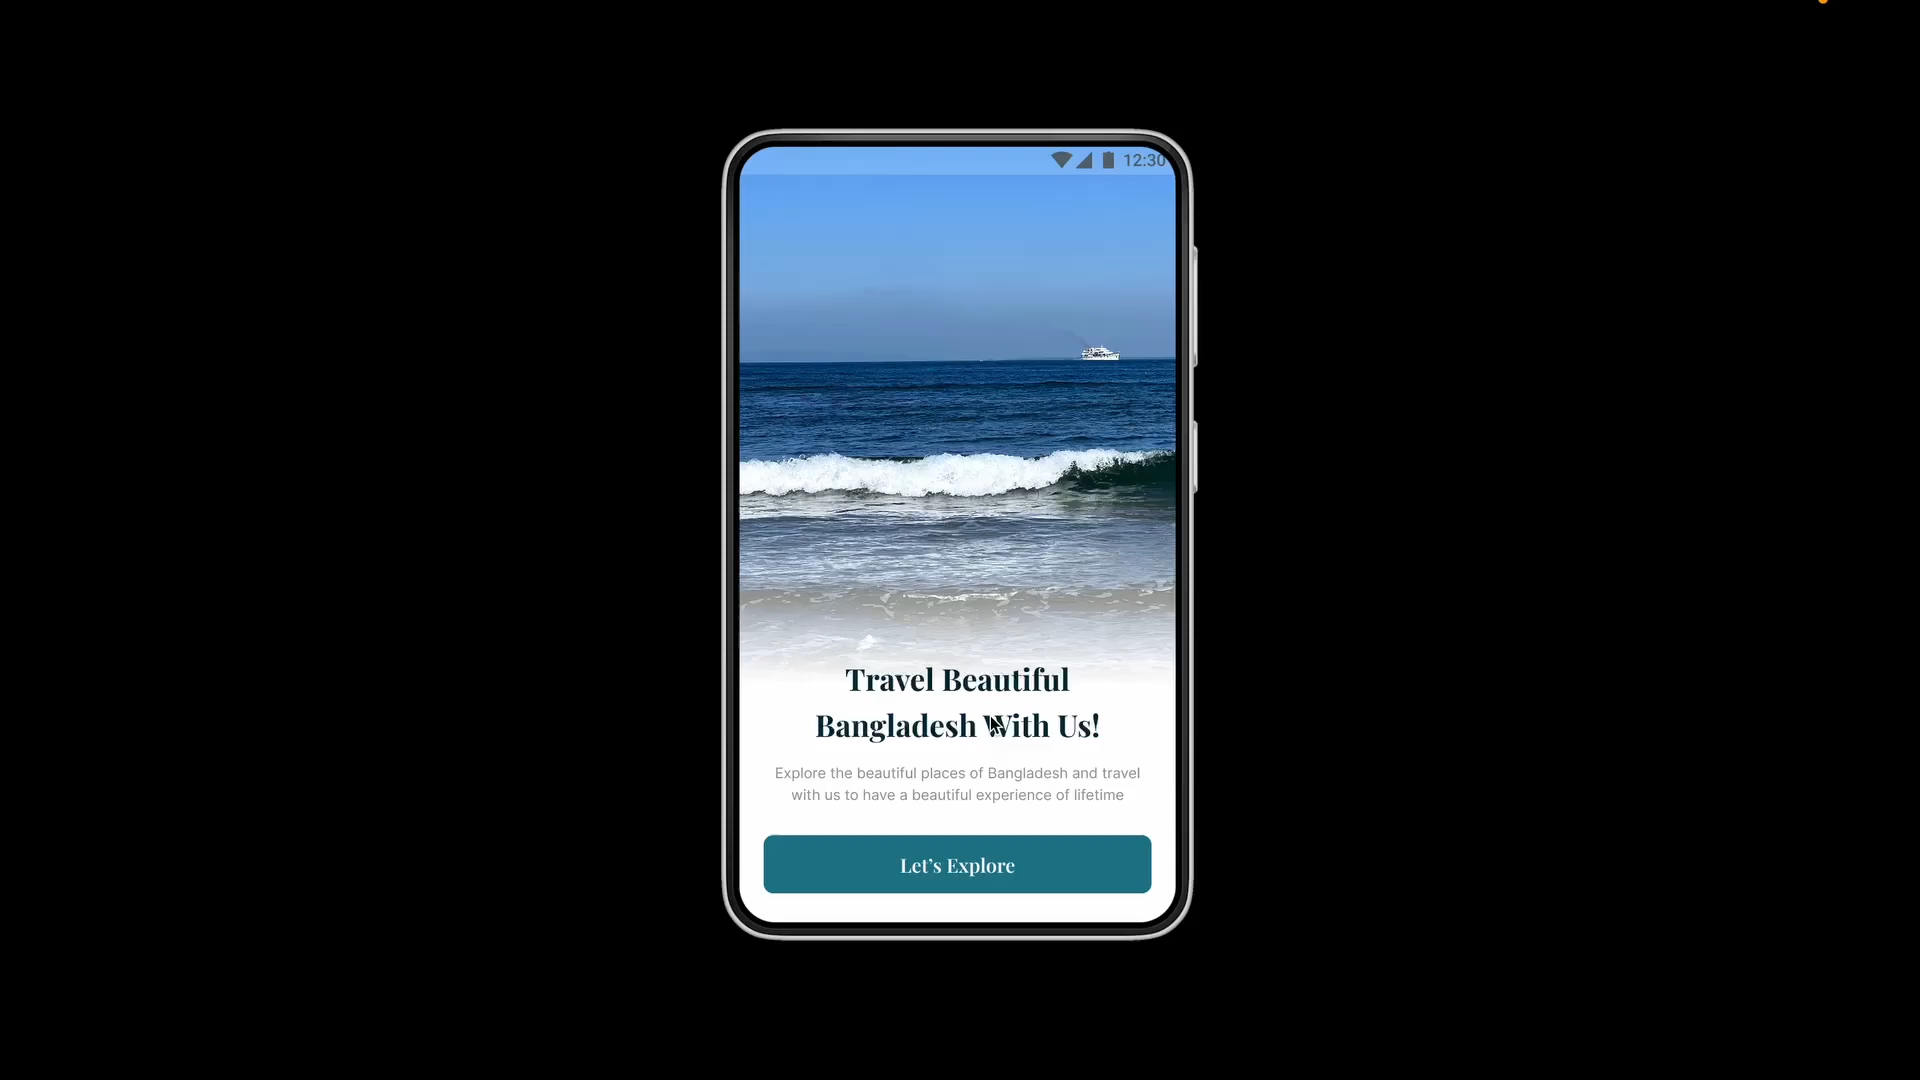 12:30
Travel Beautiful
Bangladesh With Us!
Explore the beautiful places of Bangladesh and travel
with us to have a beautiful experience of lifetime
Let’s Explore